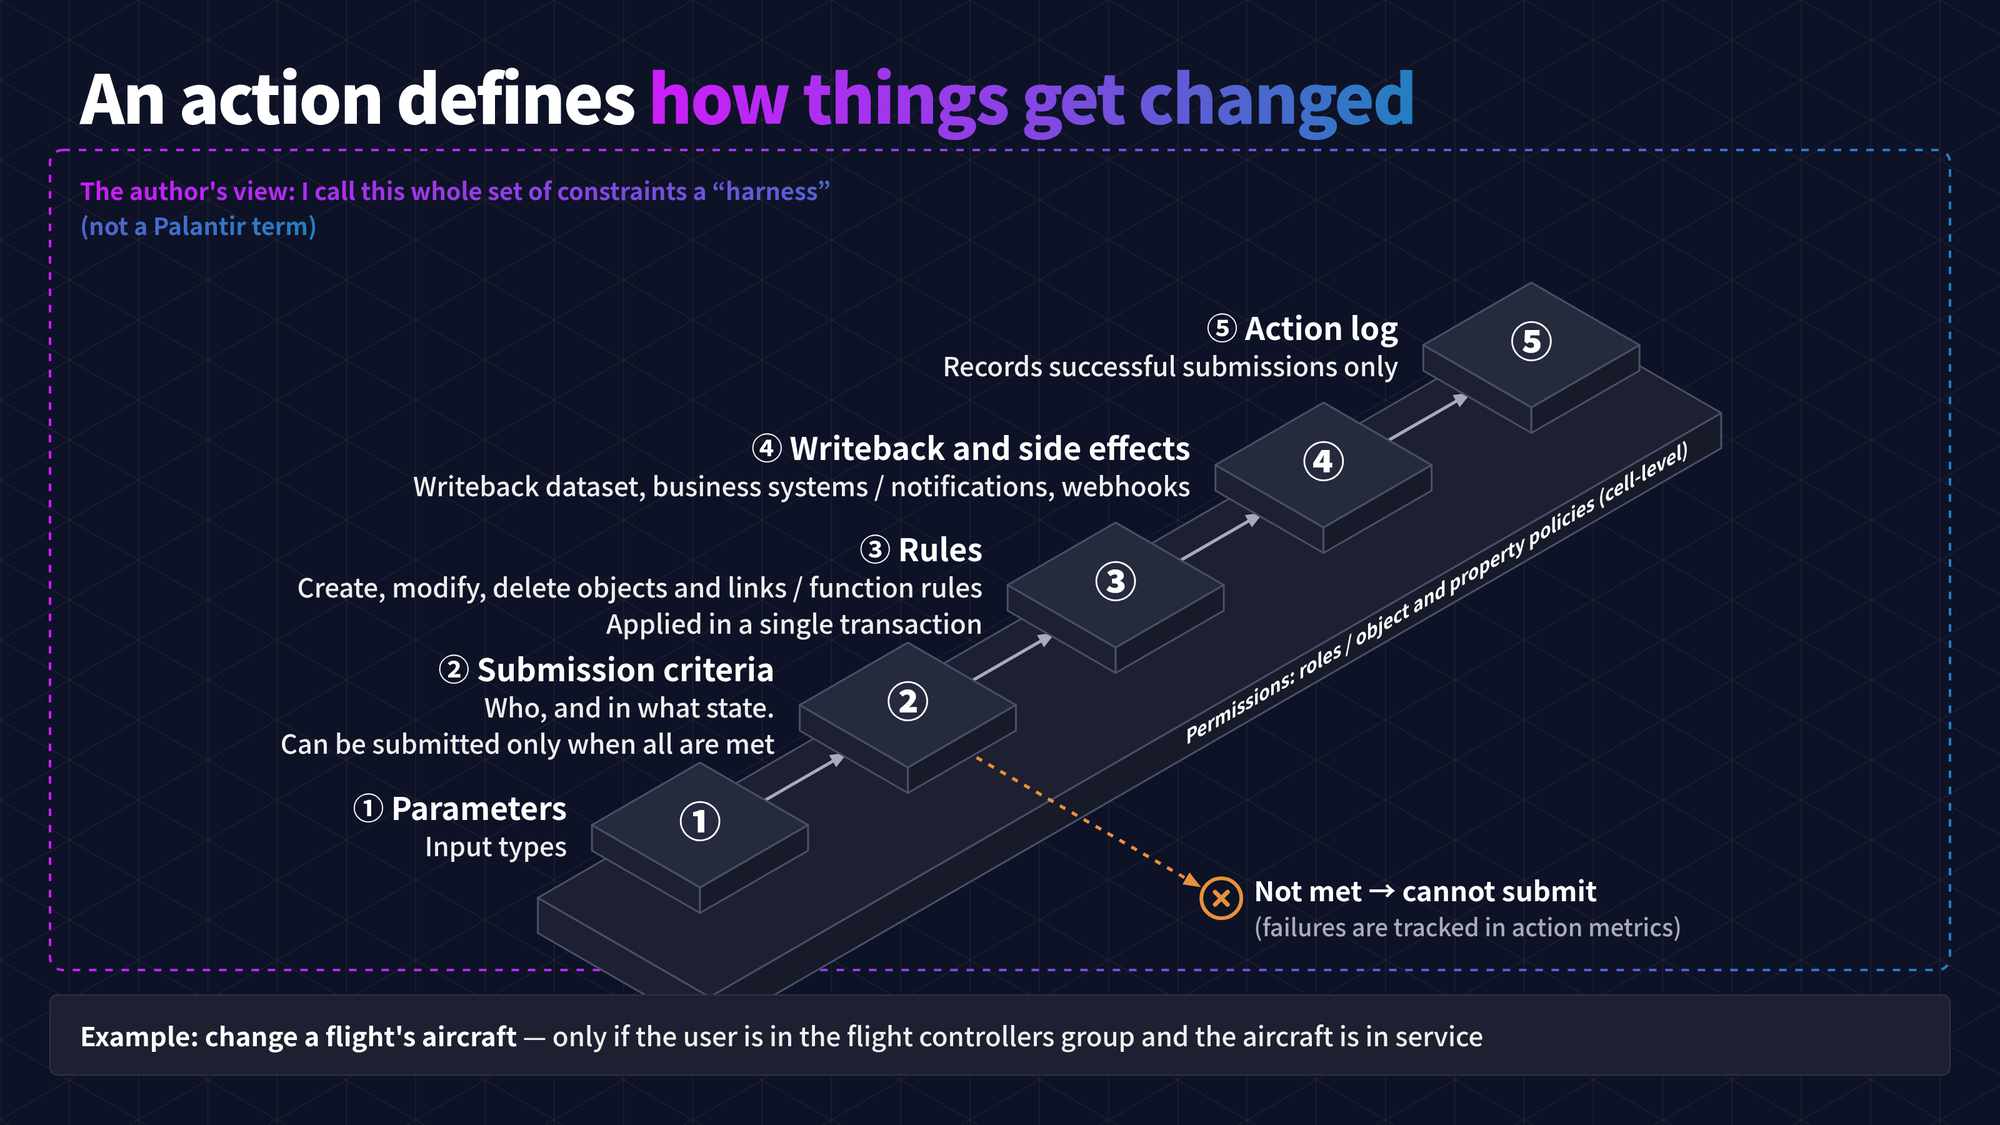 An action defines how things get changed
The author's view: I call this whole set of constraints a “harness”
(not a Palantir term)
⑤ Action log
Records successful submissions only
⑤
④ Writeback and side effects
Writeback dataset, business systems / notifications, webhooks
④
③ Rules
Create, modify, delete objects and links / function rules
Applied in a single transaction
③
② Submission criteria
Who, and in what state.
Can be submitted only when all are met
②
① Parameters
Input types
①
Permissions: roles / object and property policies (cell-level)
Not met → cannot submit
(failures are tracked in action metrics)
Example: change a flight's aircraft — only if the user is in the flight controllers group and the aircraft is in service